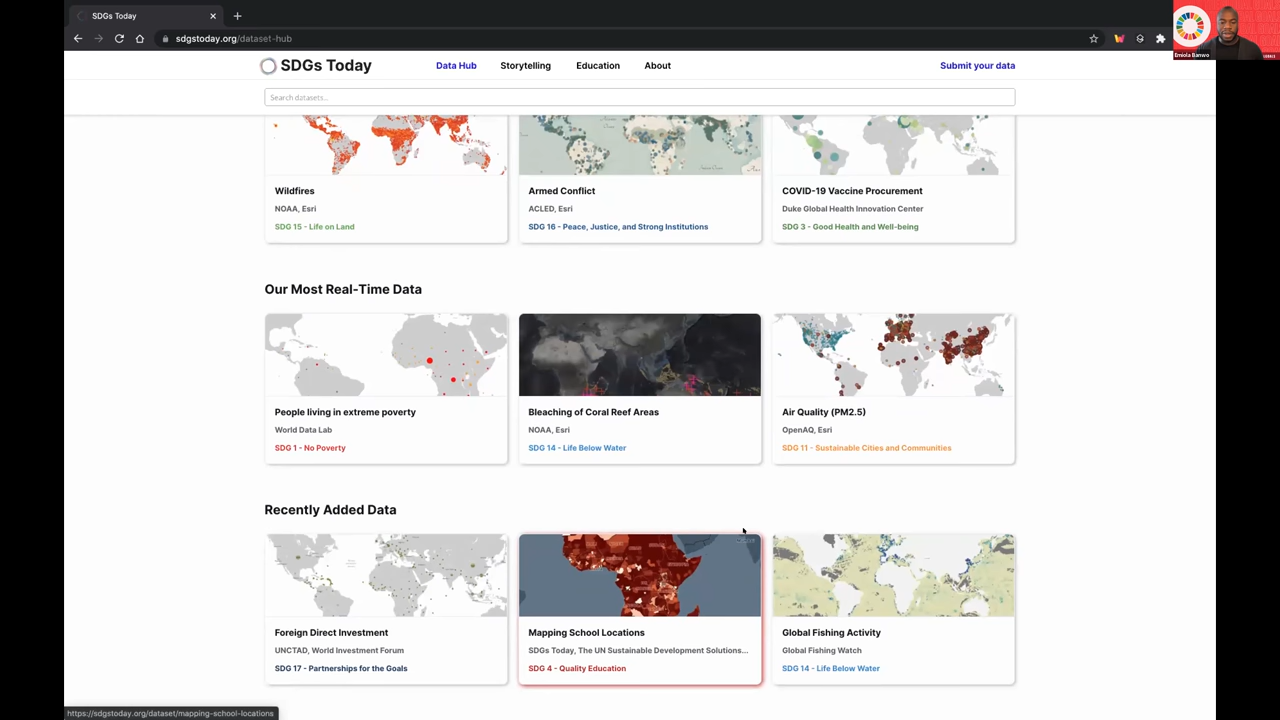 SDGs Today
sdgstoday.org/dataset-hub
Emiola Banwo
SDGs Today
Data Hub
Storytelling
Education
About
Submit your data
Search datasets...
Wildfires
NOAA, Esri
SDG 15 - Life on Land
Armed Conflict
ACLED, Esri
SDG 16 - Peace, Justice, and Strong Institutions
COVID-19 Vaccine Procurement
Duke Global Health Innovation Center
SDG 3 - Good Health and Well-being
Our Most Real-Time Data
People living in extreme poverty
World Data Lab
SDG 1 - No Poverty
Bleaching of Coral Reef Areas
NOAA, Esri
SDG 14 - Life Below Water
Air Quality (PM2.5)
OpenAQ, Esri
SDG 11 - Sustainable Cities and Communities
Recently Added Data
Foreign Direct Investment
UNCTAD, World Investment Forum
SDG 17 - Partnerships for the Goals
Mapping School Locations
SDGs Today, The UN Sustainable Development Solutions...
SDG 4 - Quality Education
Global Fishing Activity
Global Fishing Watch
SDG 14 - Life Below Water
https://sdgstoday.org/dataset/mapping-school-locations